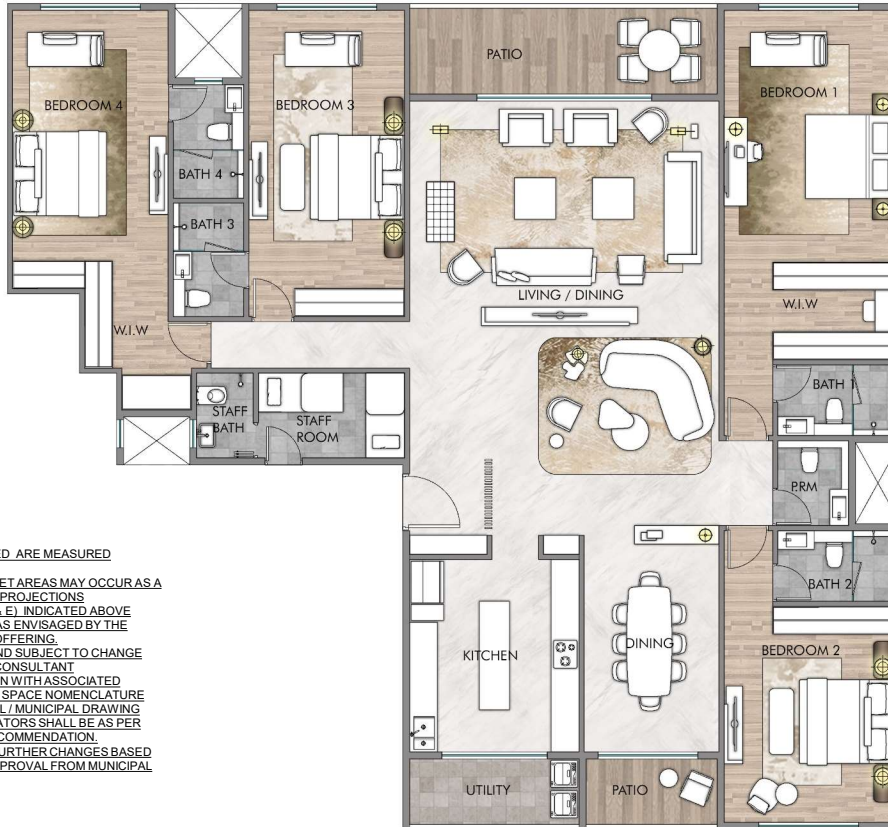 PATIO
BEDROOM 4
BEDROOM 3
BEDROOM 1
BATH 4
BATH 3
LIVING / DINING
W.I.W
W.I.W
BATH 1
STAFF
BATH
STAFF
ROOM
P.RM
BATH 2
KITCHEN
DINING
BEDROOM 2
UTILITY
PATIO
ED ARE MEASURED
ET AREAS MAY OCCUR AS A
PROJECTIONS
& E) INDICATED ABOVE
AS ENVISAGED BY THE
OFFERING.
ND SUBJECT TO CHANGE
CONSULTANT
N WITH ASSOCIATED
SPACE NOMENCLATURE
L / MUNICIPAL DRAWING
ATORS SHALL BE AS PER
COMMENDATION.
URTHER CHANGES BASED
PROVAL FROM MUNICIPAL